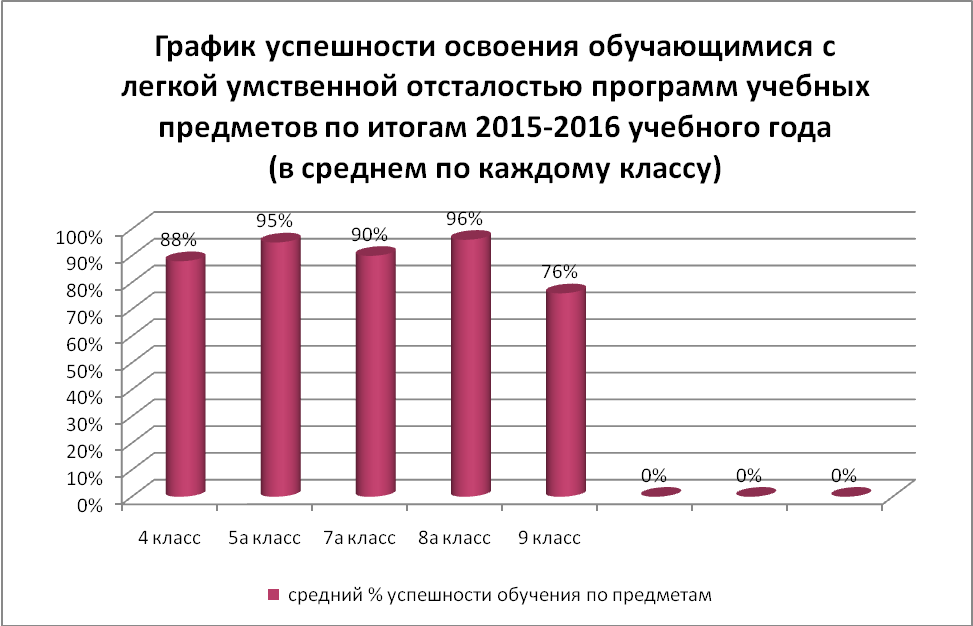 График успешности освоения обучающимися с
легкой умственной отсталостью программ учебных
предметов по итогам 2015-2016 учебного года
(в среднем по каждому классу)
100%
90%
80%
70%
60%
50%
40%
30%
20%
10%
0%
88%
95%
90%
96%
76%
0%
0%
0%
4 класс
5а класс
7а класс
8а класс
9 класс
средний % успешности обучения по предметам